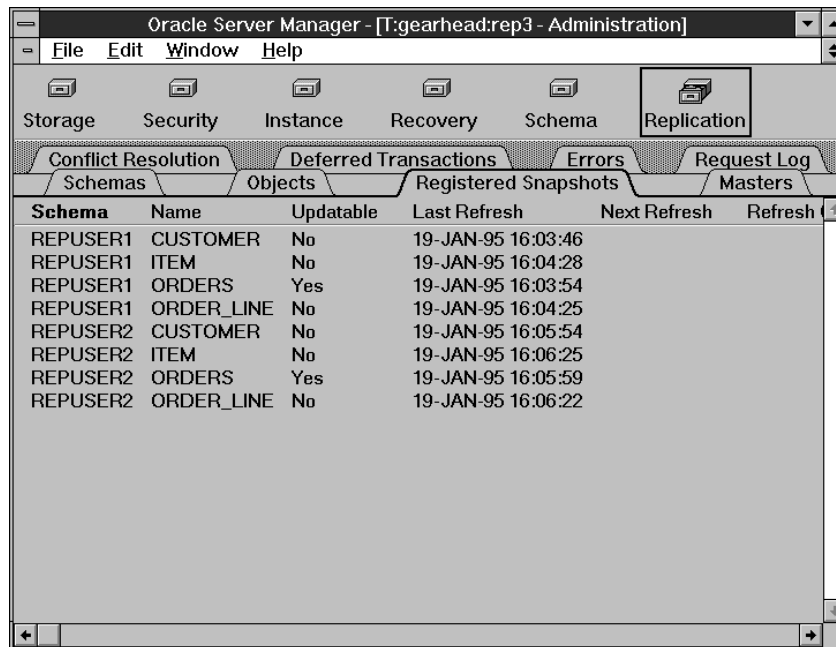 Oracle Server Manager - [T:gearhead:rep3 - Administration]
File Edit Window Help
Storage Security Instance Recovery Schema Replication
Conflict Resolution Deferred Transactions Errors Request Log
Schemas Objects Registered Snapshots Masters
Schema Name Updatable Last Refresh Next Refresh Refresh
REPUSER1 CUSTOMER No 19-JAN-95 16:03:46
REPUSER1 ITEM No 19-JAN-95 16:04:28
REPUSER1 ORDERS Yes 19-JAN-95 16:03:54
REPUSER1 ORDER_LINE No 19-JAN-95 16:04:25
REPUSER2 CUSTOMER No 19-JAN-95 16:05:54
REPUSER2 ITEM No 19-JAN-95 16:06:25
REPUSER2 ORDERS Yes 19-JAN-95 16:05:59
REPUSER2 ORDER_LINE No 19-JAN-95 16:06:22